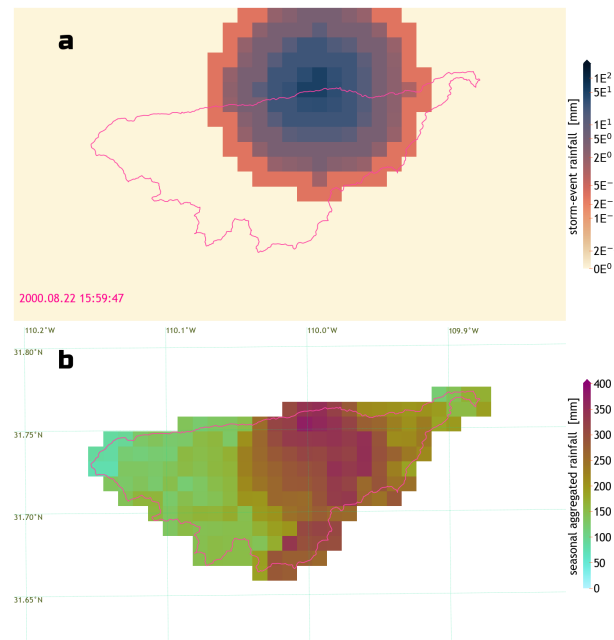 a
1E²
5E¹
1E¹
5E⁰
2E⁰
5E⁻
2E⁻
1E⁻
2E⁻
0E⁰
storm-event rainfall [mm]
2000.08.22 15:59:47
110.2°W
110.1°W
110.0°W
109.9°W
31.80°N
b
31.75°N
31.70°N
31.65°N
400
350
300
250
200
150
100
50
0
seasonal aggregated rainfall [mm]